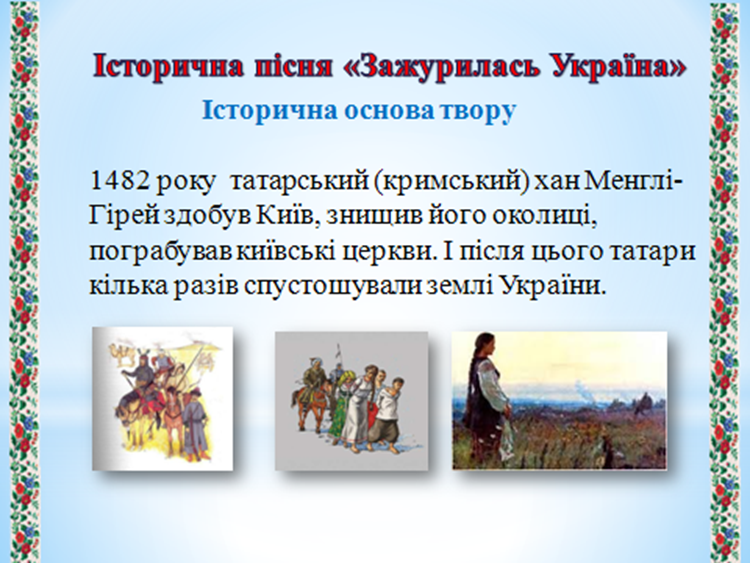 Історична пісня «Зажурилась Україна»
Історична основа твору
1482 року татарський (кримський) хан Менглі-
Гірей здобув Київ, знищив його околиці,
пограбував київські церкви. І після цього татари
кілька разів спустошували землі України.